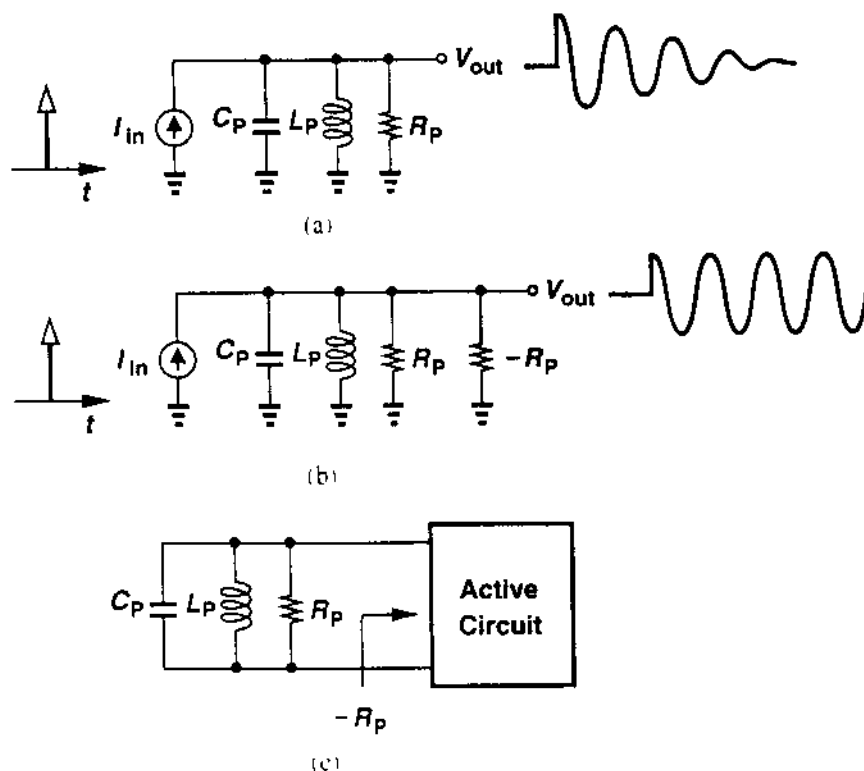 I_in C_P L_P R_P V_out
t
(a)
I_in C_P L_P R_P -R_P V_out
t
(b)
C_P L_P R_P Active
Circuit
-R_P
(c)